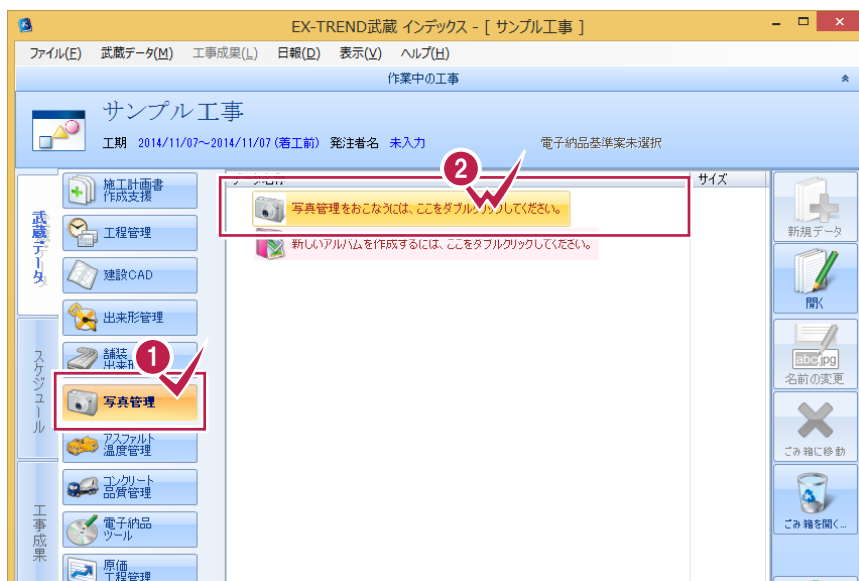 EX-TREND武蔵 インデックス - [ サンプル工事 ]
ファイル(F) 武蔵データ(M) 工事成果(L) 日報(D) 表示(V) ヘルプ(H)
作業中の工事
サンプル工事
工期 2014/11/07～2014/11/07 (着工前) 発注者名 未入力 電子納品基準案未選択
武蔵データ
スケジュール
工事成果
施工計画書
作成支援
工程管理
建設CAD
出来形管理
舗装
1
写真管理
アスファルト
温度管理
コンクリート
品質管理
電子納品
ツール
原価
工程管理
サイズ
2
写真管理をおこなうには、ここをダブルクリックしてください。
新しいアルバムを作成するには、ここをダブルクリックしてください。
新規データ
開く
abc.jpg
名前の変更
ごみ箱に移動
ごみ箱を開く...